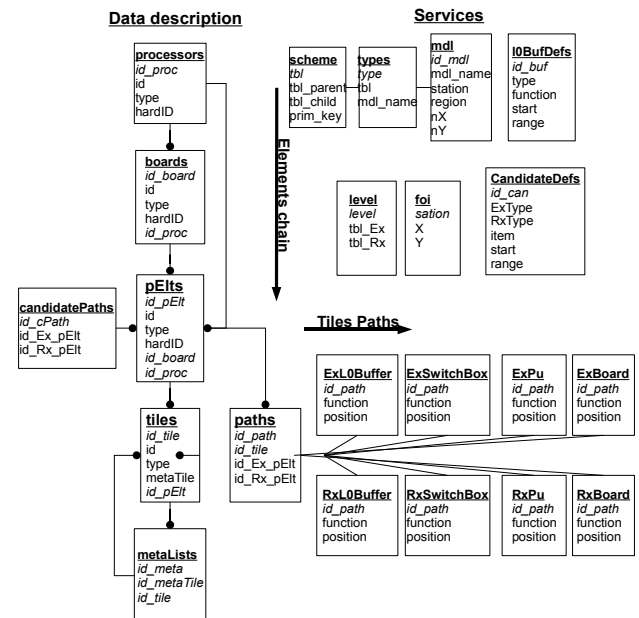 Data description
Services
processors
id_proc
id
type
hardID
scheme
tbl
tbl_parent
tbl_child
prim_key
types
type
tbl
mdl_name
mdl
id_mdl
mdl_name
station
region
nX
nY
l0BufDefs
id_buf
type
function
start
range
boards
id_board
id
type
hardID
id_proc
Elements chain
level
level
tbl_Ex
tbl_Rx
foi
sation
X
Y
CandidateDefs
id_can
ExType
RxType
item
start
range
candidatePaths
id_cPath
id_Ex_pElt
id_Rx_pElt
pElts
id_pElt
id
type
hardID
id_board
id_proc
Tiles Paths
tiles
id_tile
id
type
metaTile
id_pElt
paths
id_path
id_tile
id_Ex_pElt
id_Rx_pElt
ExL0Buffer
id_path
function
position
ExSwitchBox
id_path
function
position
ExPu
id_path
function
position
ExBoard
id_path
function
position
RxL0Buffer
id_path
function
position
RxSwitchBox
id_path
function
position
RxPu
id_path
function
position
RxBoard
id_path
function
position
metaLists
id_meta
id_metaTile
id_tile